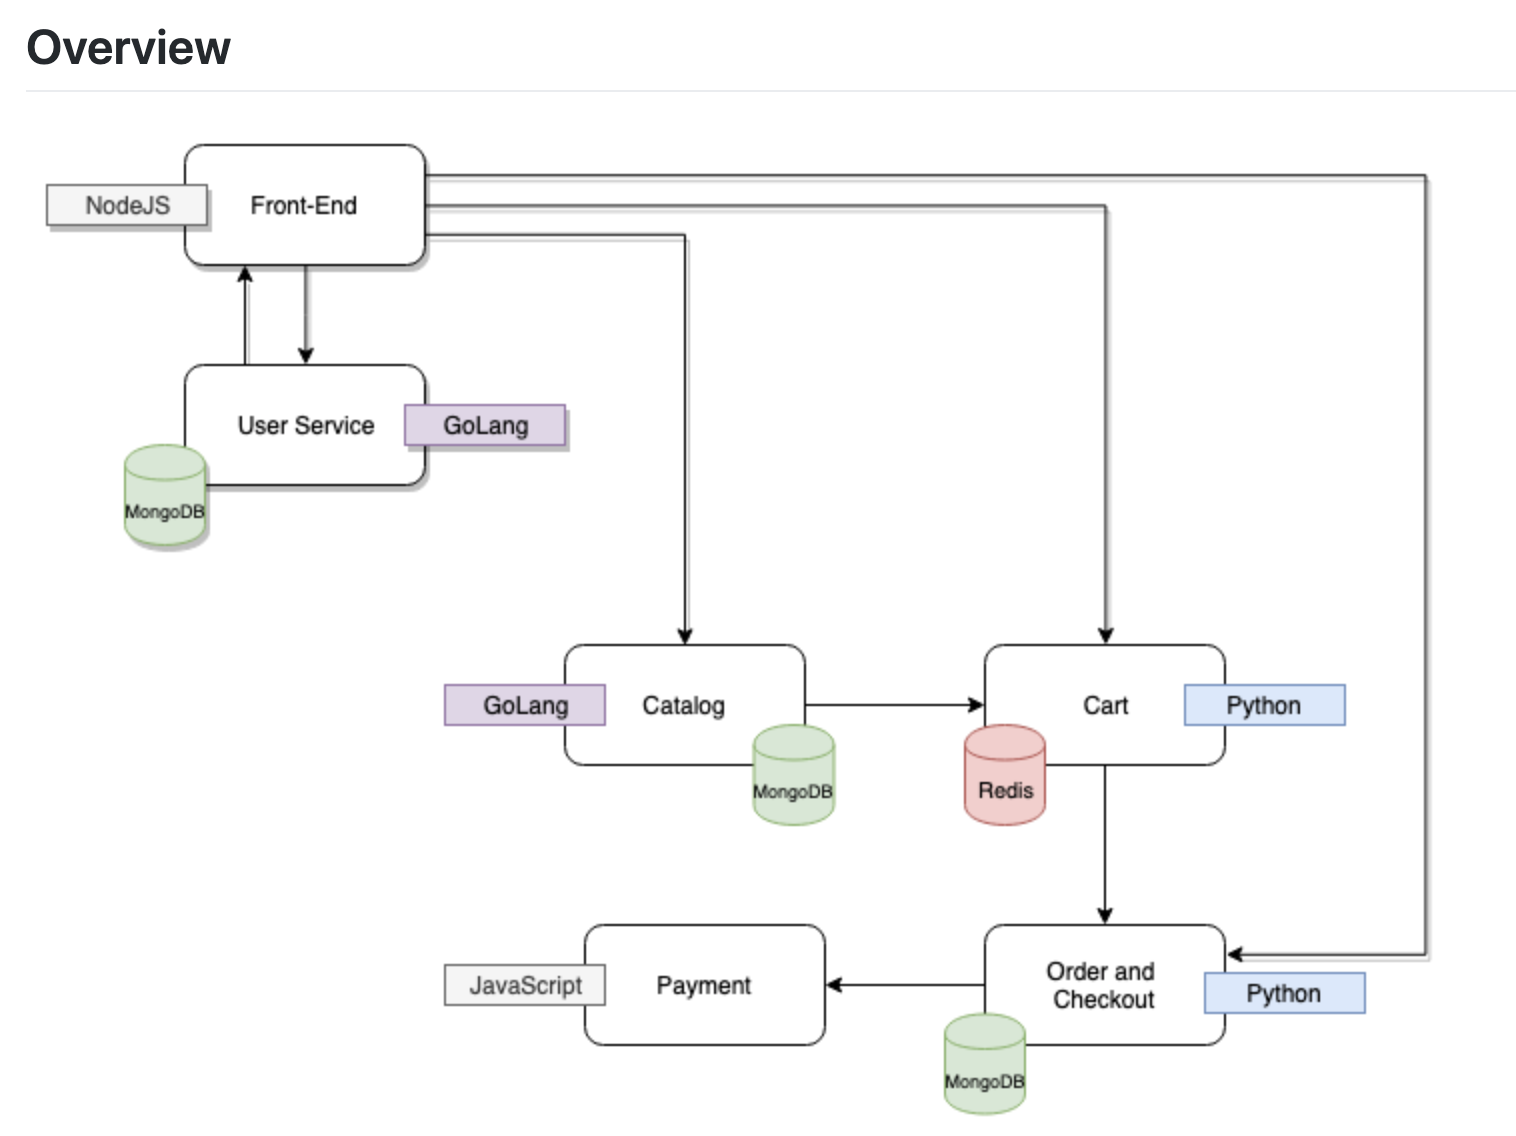 Overview
NodeJS
Front-End
User Service
GoLang
MongoDB
GoLang
Catalog
MongoDB
Cart
Python
Redis
JavaScript
Payment
Order and
Checkout
Python
MongoDB